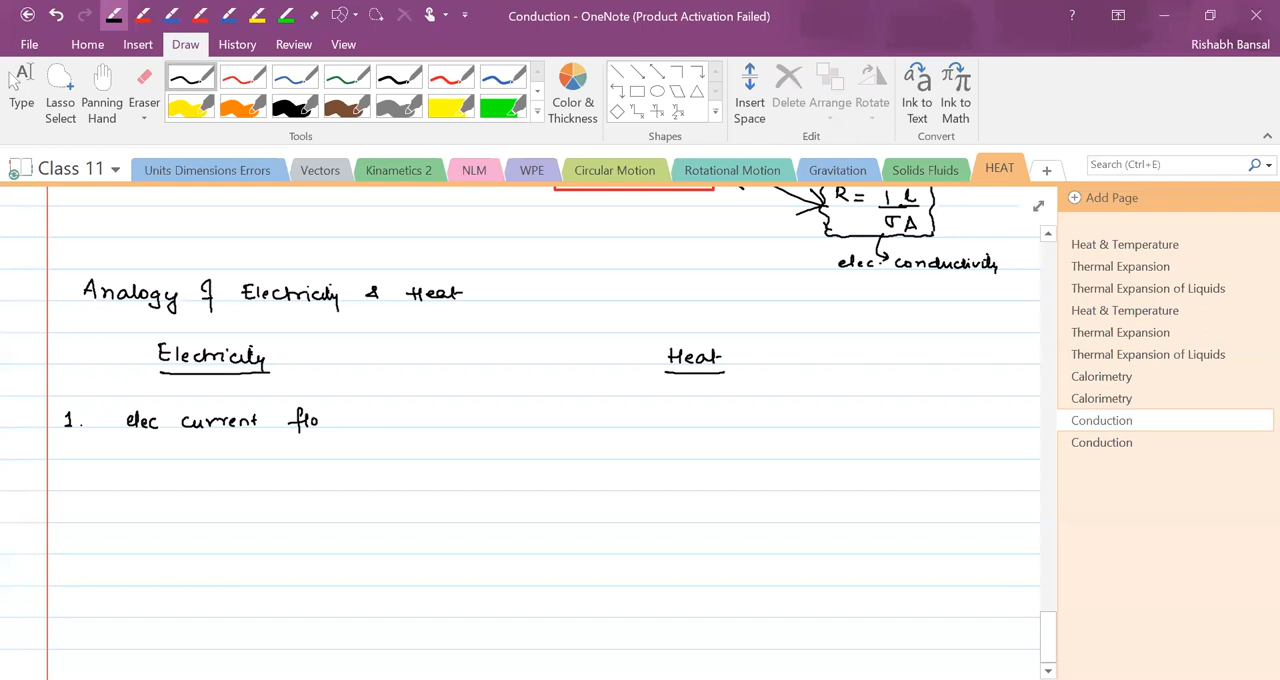 Conduction - OneNote (Product Activation Failed)
?
File Home Insert Draw History Review View Rishabh Bansal
Type
Lasso Select
Panning Hand
Eraser
Color & Thickness
Insert Space
Delete
Arrange
Rotate
Ink to Text
Ink to Math
Tools Shapes Edit Convert
Class 11 Units Dimensions Errors Vectors Kinametics 2 NLM WPE Circular Motion Rotational Motion Gravitation Solids Fluids HEAT Search (Ctrl+E)
Add Page
Heat & Temperature
Thermal Expansion
Thermal Expansion of Liquids
Heat & Temperature
Thermal Expansion
Thermal Expansion of Liquids
Calorimetry
Calorimetry
Conduction
Conduction
R = 1 l
σ A
elec. conductivity
Analogy of Electricity & Heat
Electricity Heat
1. elec current flo